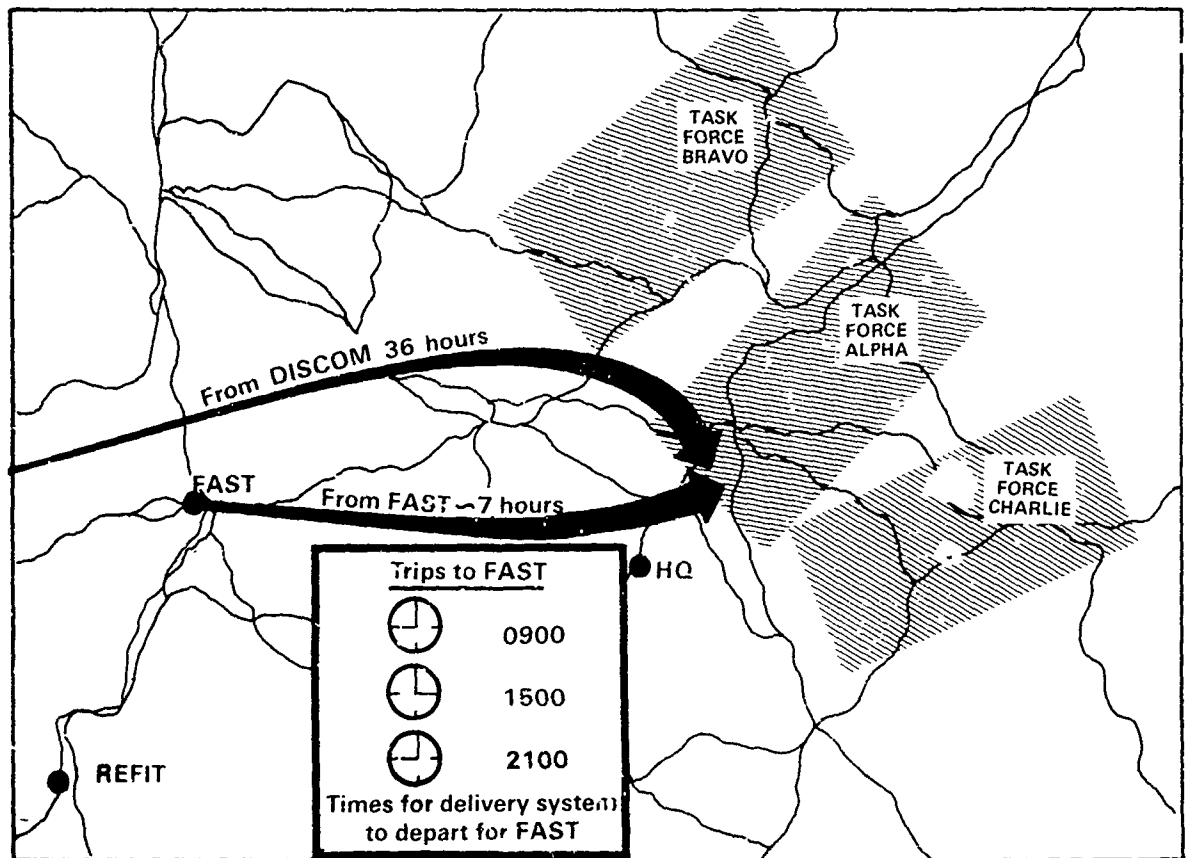 TASK
FORCE
BRAVO
TASK
FORCE
ALPHA
From DISCOM 36 hours
TASK
FORCE
CHARLIE
FAST
From FAST ~7 hours
HQ
Trips to FAST
0900
1500
2100
Times for delivery system
to depart for FAST
REFIT